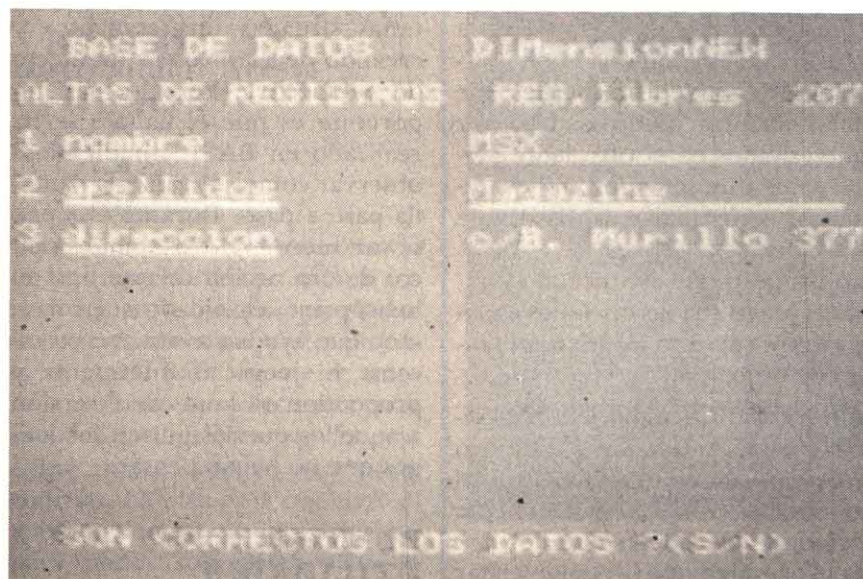 BASE DE DATOS DIMensionNEW
ALTAS DE REGISTROS REG.libres 207
1 nombre MSX
2 apellidos Magazine
3 direccion c/B. Murillo 377
SON CORRECTOS LOS DATOS ?(S/N)